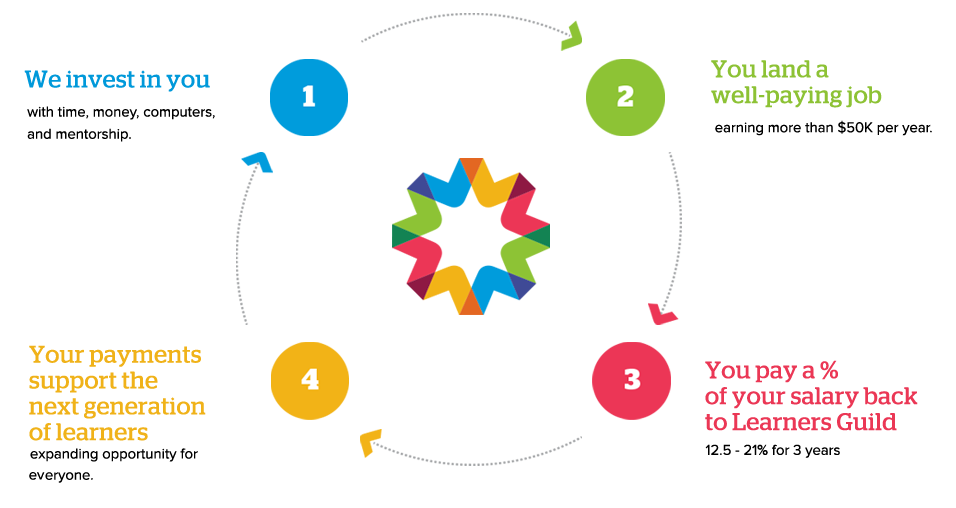 1
We invest in you
with time, money, computers,
and mentorship.
2
You land a
well-paying job
earning more than $50K per year.
3
You pay a %
of your salary back
to Learners Guild
12.5 - 21% for 3 years
4
Your payments
support the
next generation
of learners
expanding opportunity for
everyone.